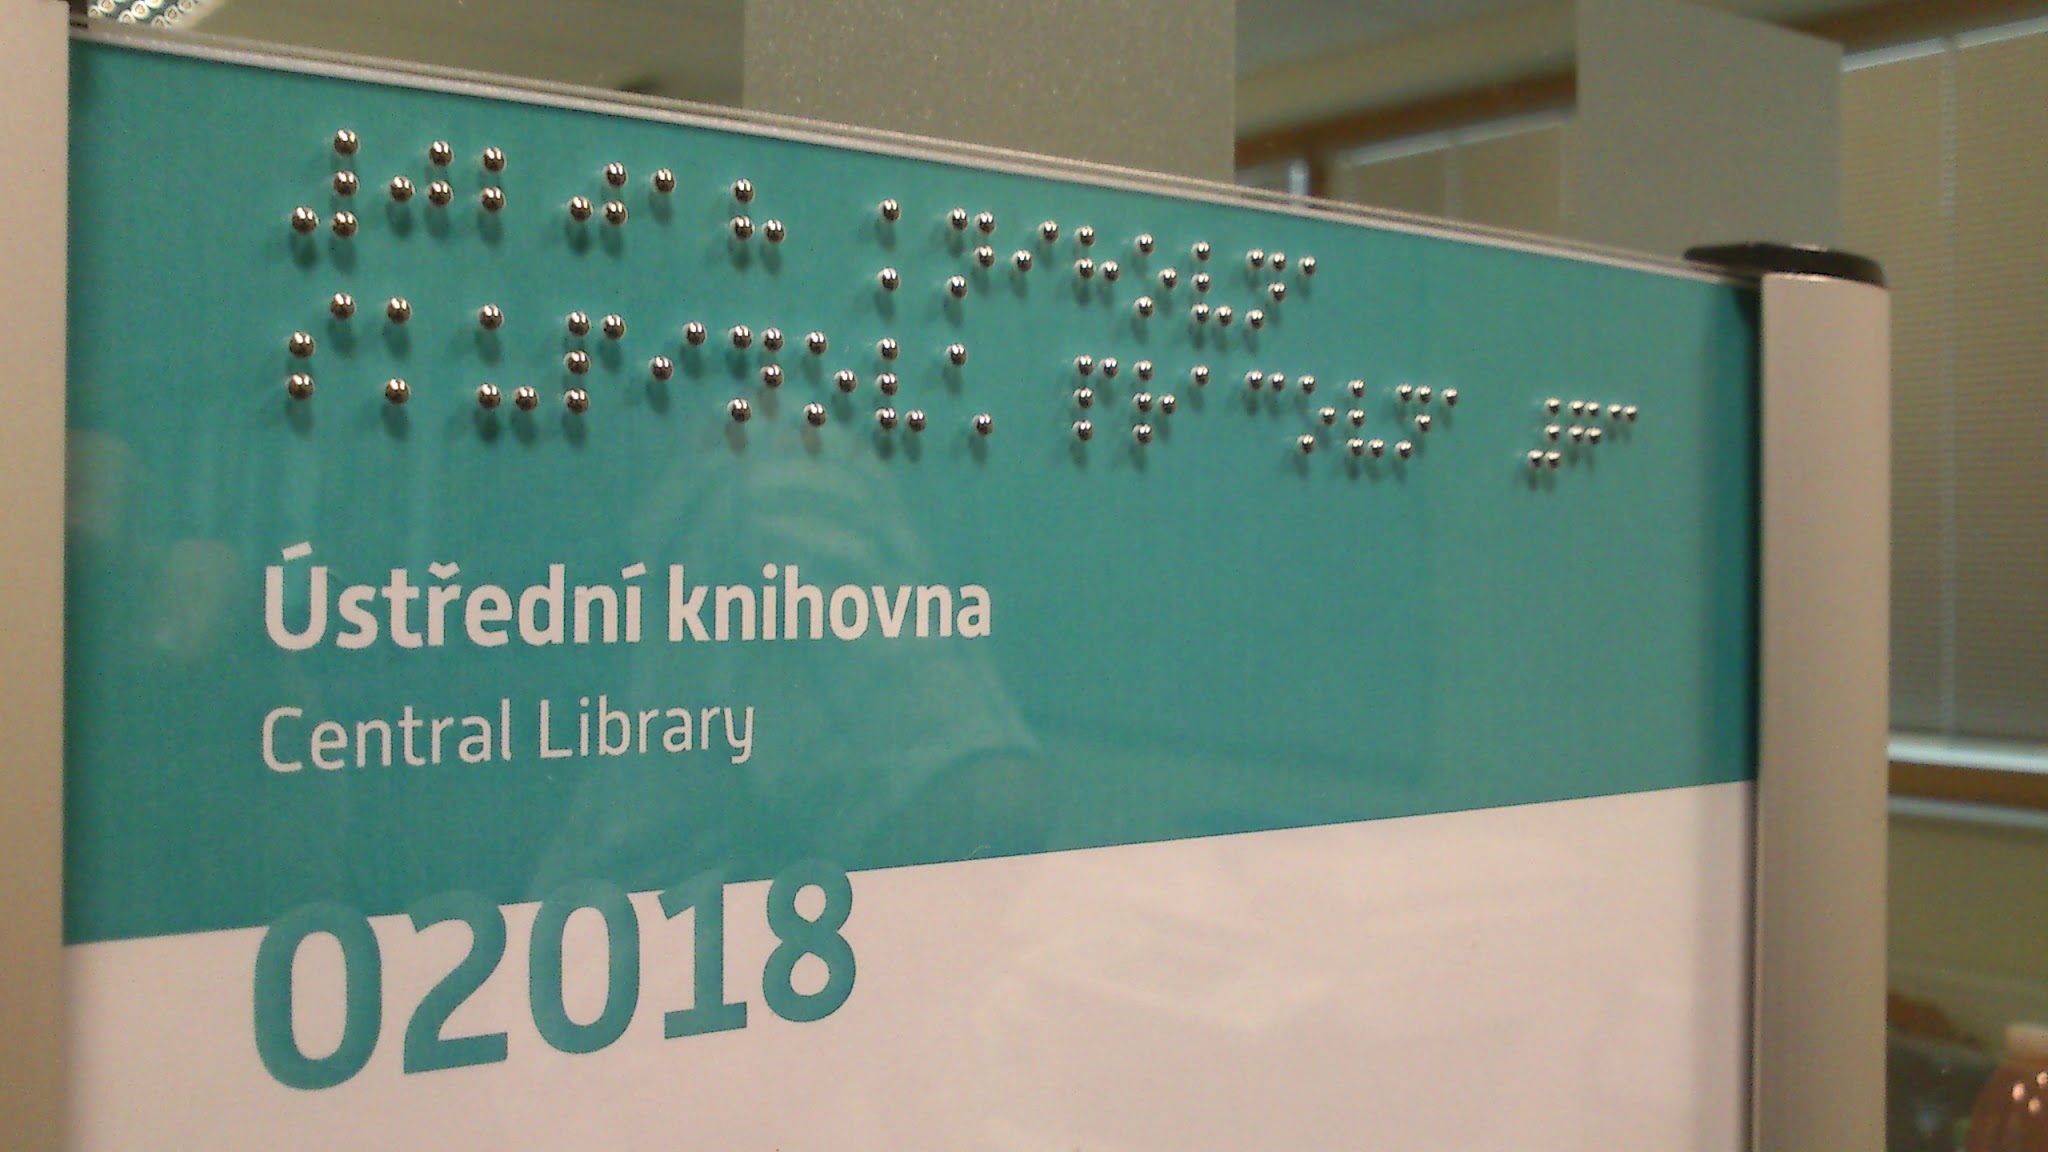 ⠼⠚⠃⠚⠁⠓ ⠅⠝⠊⠓⠕⠧⠝⠁
⠎⠅⠥⠏⠊⠝⠕⠧⠡ ⠏⠗⠁⠉⠕⠧⠝⠁ ⠼⠛⠉
Ústřední knihovna
Central Library
02018